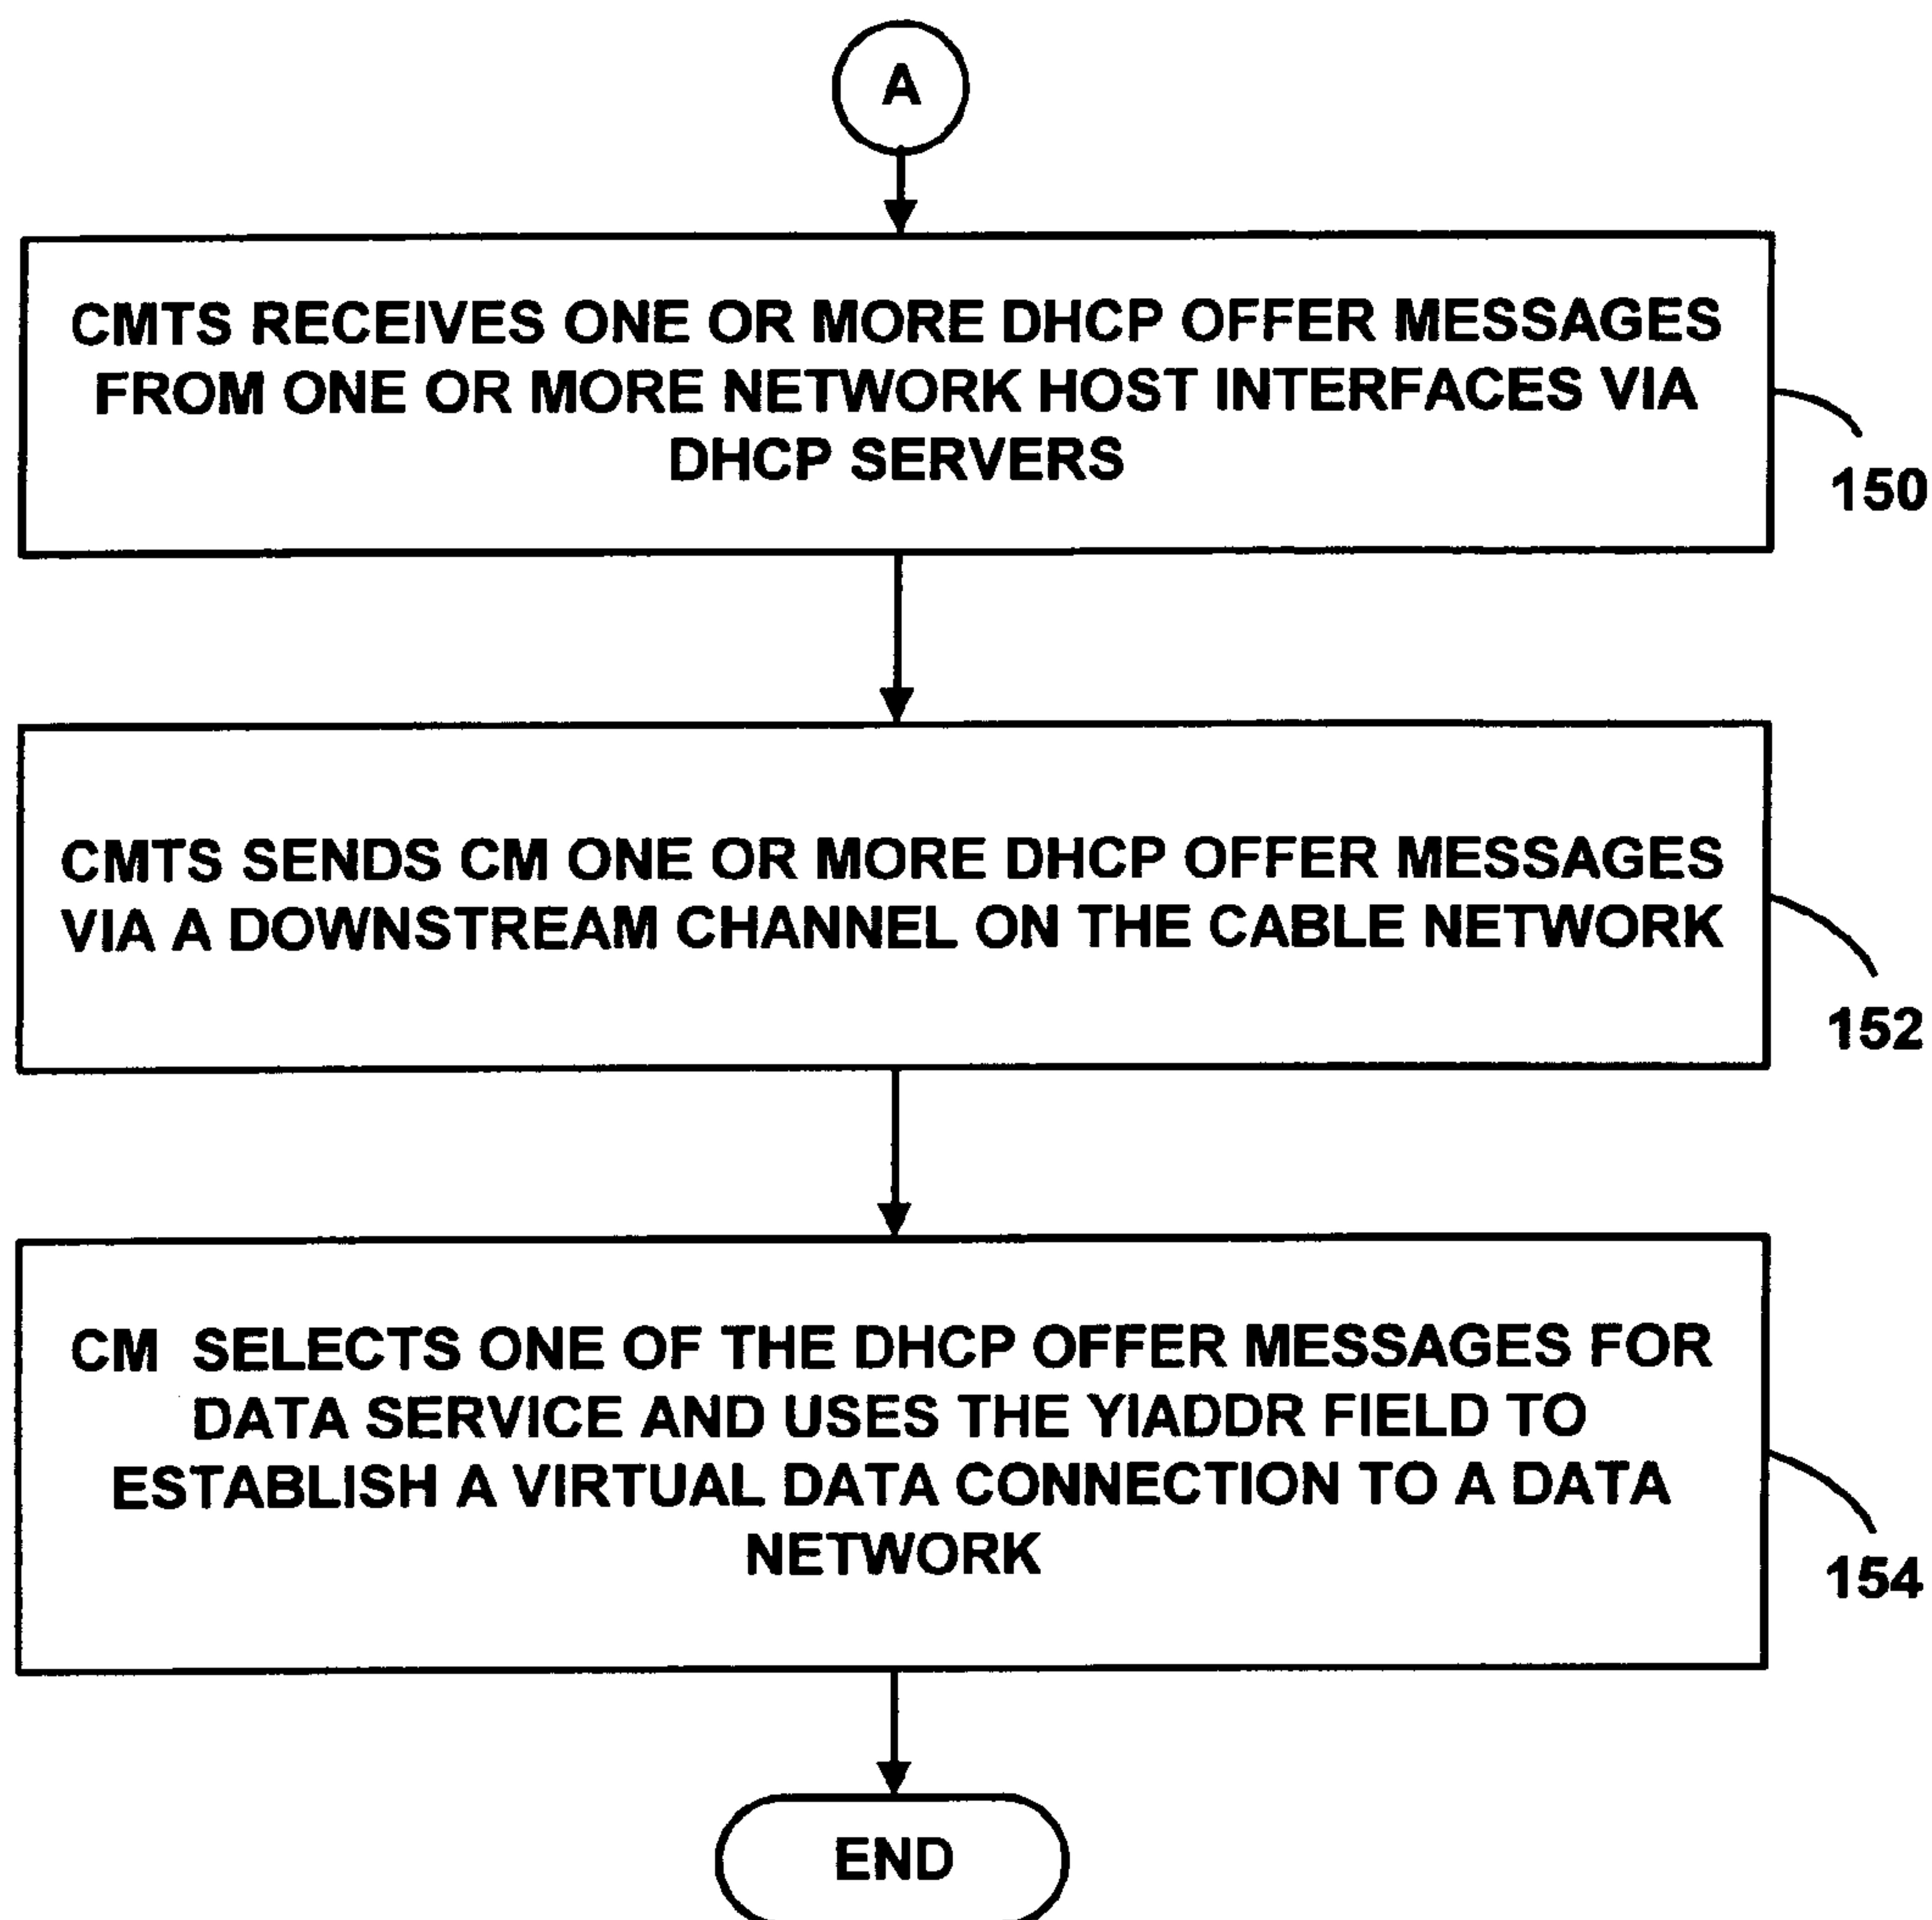 A
CMTS RECEIVES ONE OR MORE DHCP OFFER MESSAGES
FROM ONE OR MORE NETWORK HOST INTERFACES VIA
DHCP SERVERS
150
CMTS SENDS CM ONE OR MORE DHCP OFFER MESSAGES
VIA A DOWNSTREAM CHANNEL ON THE CABLE NETWORK
152
CM SELECTS ONE OF THE DHCP OFFER MESSAGES FOR
DATA SERVICE AND USES THE YIADDR FIELD TO
ESTABLISH A VIRTUAL DATA CONNECTION TO A DATA
NETWORK
154
END